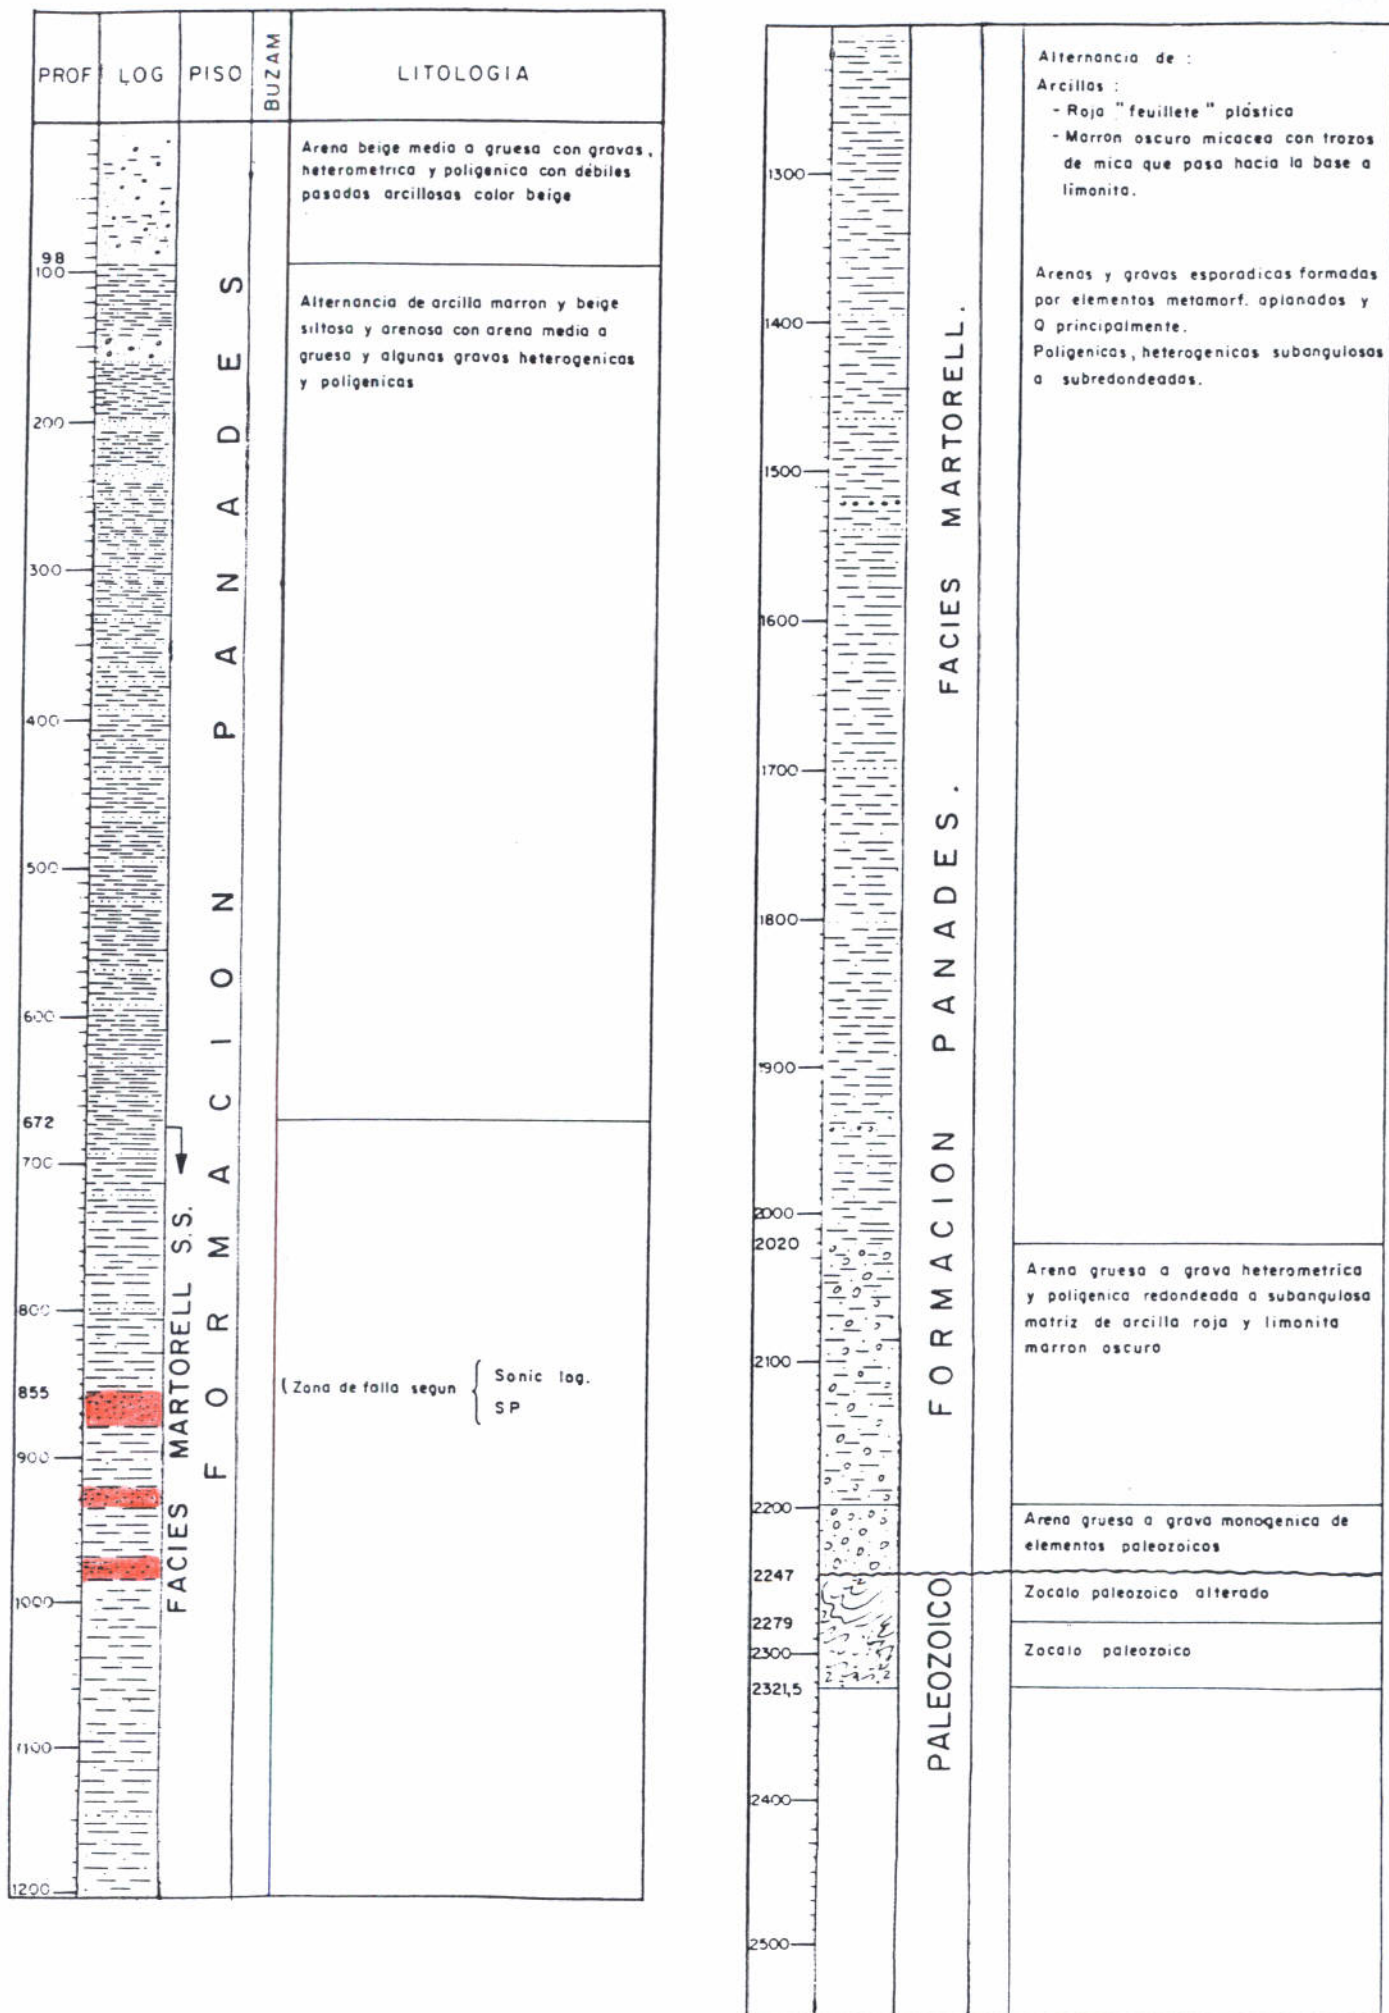 PROF
LOG
PISO
BUZAM
LITOLOGIA
98
100
200
300
400
500
600
672
700
800
855
900
1000
1100
1200
FORMACION PANADES
FACIES MARTORELL S.S.
Arena beige media a gruesa con gravas,
heterometrica y poligenica con débiles
pasadas arcillosas color beige
Alternancia de arcilla marron y beige
siltosa y arenosa con arena media a
gruesa y algunas gravas heterogenicas
y poligenicas
Zona de falla segun
Sonic log.
SP
1300
1400
1500
1600
1700
1800
1900
2000
2020
2100
2200
2247
2279
2300
2321,5
2400
2500
FORMACION PANADES. FACIES MARTORELL.
PALEOZOICO
Alternancia de :
Arcillas :
- Roja "feuillete" plástica
- Marron oscuro micacea con trazos
de mica que pasa hacia la base a
limonita.
Arenas y gravas esporadicas formadas
por elementos metamorf. aplanados y
Q principalmente.
Poligenicas, heterogenicas subangulosas
a subredondeadas.
Arena gruesa a grava heterometrica
y poligenica redondeada a subangulosa
matriz de arcilla roja y limonita
marron oscuro
Arena gruesa a grava monogenica de
elementos paleozoicos
Zocalo paleozoico alterado
Zocalo paleozoico